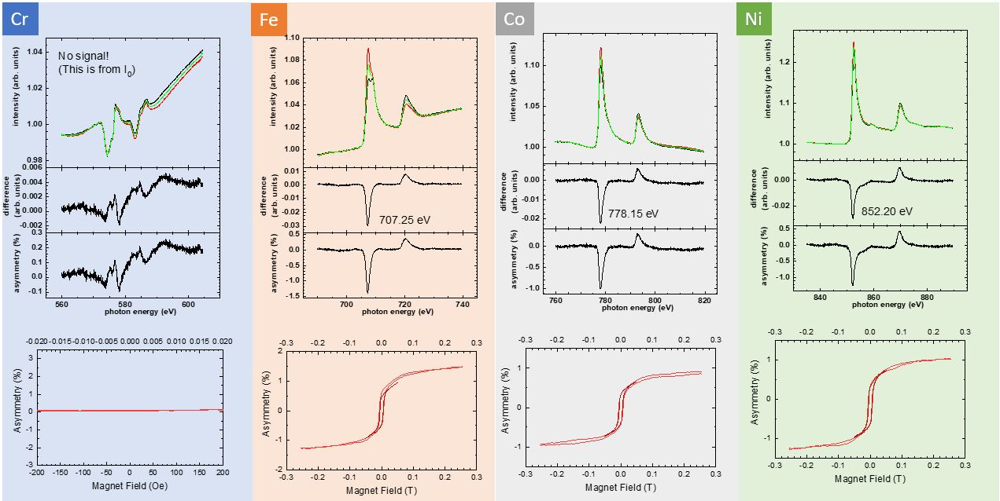 Cr
intensity (arb. units)
1.04
1.02
1.00
0.98
No signal!
(This is from I0)
difference
(arb. units)
0.006
0.004
0.002
0.000
-0.002
asymmetry (%)
0.3
0.2
0.1
0.0
-0.1
560 580 600
photon energy (eV)
-0.020 -0.015 -0.010 -0.005 0.000 0.005 0.010 0.015 0.020
Asymmetry (%)
3
2
1
0
-1
-2
-3
-200 -150 -100 -50 0 50 100 150 200
Magnet Field (Oe)
Fe
intensity (arb. units)
1.10
1.08
1.06
1.04
1.02
1.00
difference
(arb. units)
0.01
0.00
-0.01
-0.02
-0.03
707.25 eV
asymmetry (%)
0.5
0.0
-0.5
-1.0
-1.5
700 720 740
photon energy (eV)
-0.3 -0.2 -0.1 0.0 0.1 0.2 0.3
Asymmetry (%)
2
1
0
-1
-2
-0.3 -0.2 -0.1 0.0 0.1 0.2 0.3
Magnet Field (T)
Co
intensity (arb. units)
1.10
1.05
1.00
difference
(arb. units)
0.00
-0.01
-0.02
778.15 eV
asymmetry (%)
0.0
-0.5
-1.0
760 780 800 820
photon energy (eV)
-0.3 -0.2 -0.1 0.0 0.1 0.2 0.3
Asymmetry (%)
1
0
-1
-0.3 -0.2 -0.1 0.0 0.1 0.2 0.3
Magnet Field (T)
Ni
intensity (arb. units)
1.2
1.1
1.0
difference
(arb. units)
0.00
-0.02
852.20 eV
asymmetry (%)
0.5
0.0
-0.5
-1.0
840 860 880
photon energy (eV)
-0.3 -0.2 -0.1 0.0 0.1 0.2 0.3
Asymmetry (%)
1
0
-1
-0.3 -0.2 -0.1 0.0 0.1 0.2 0.3
Magnet Field (T)